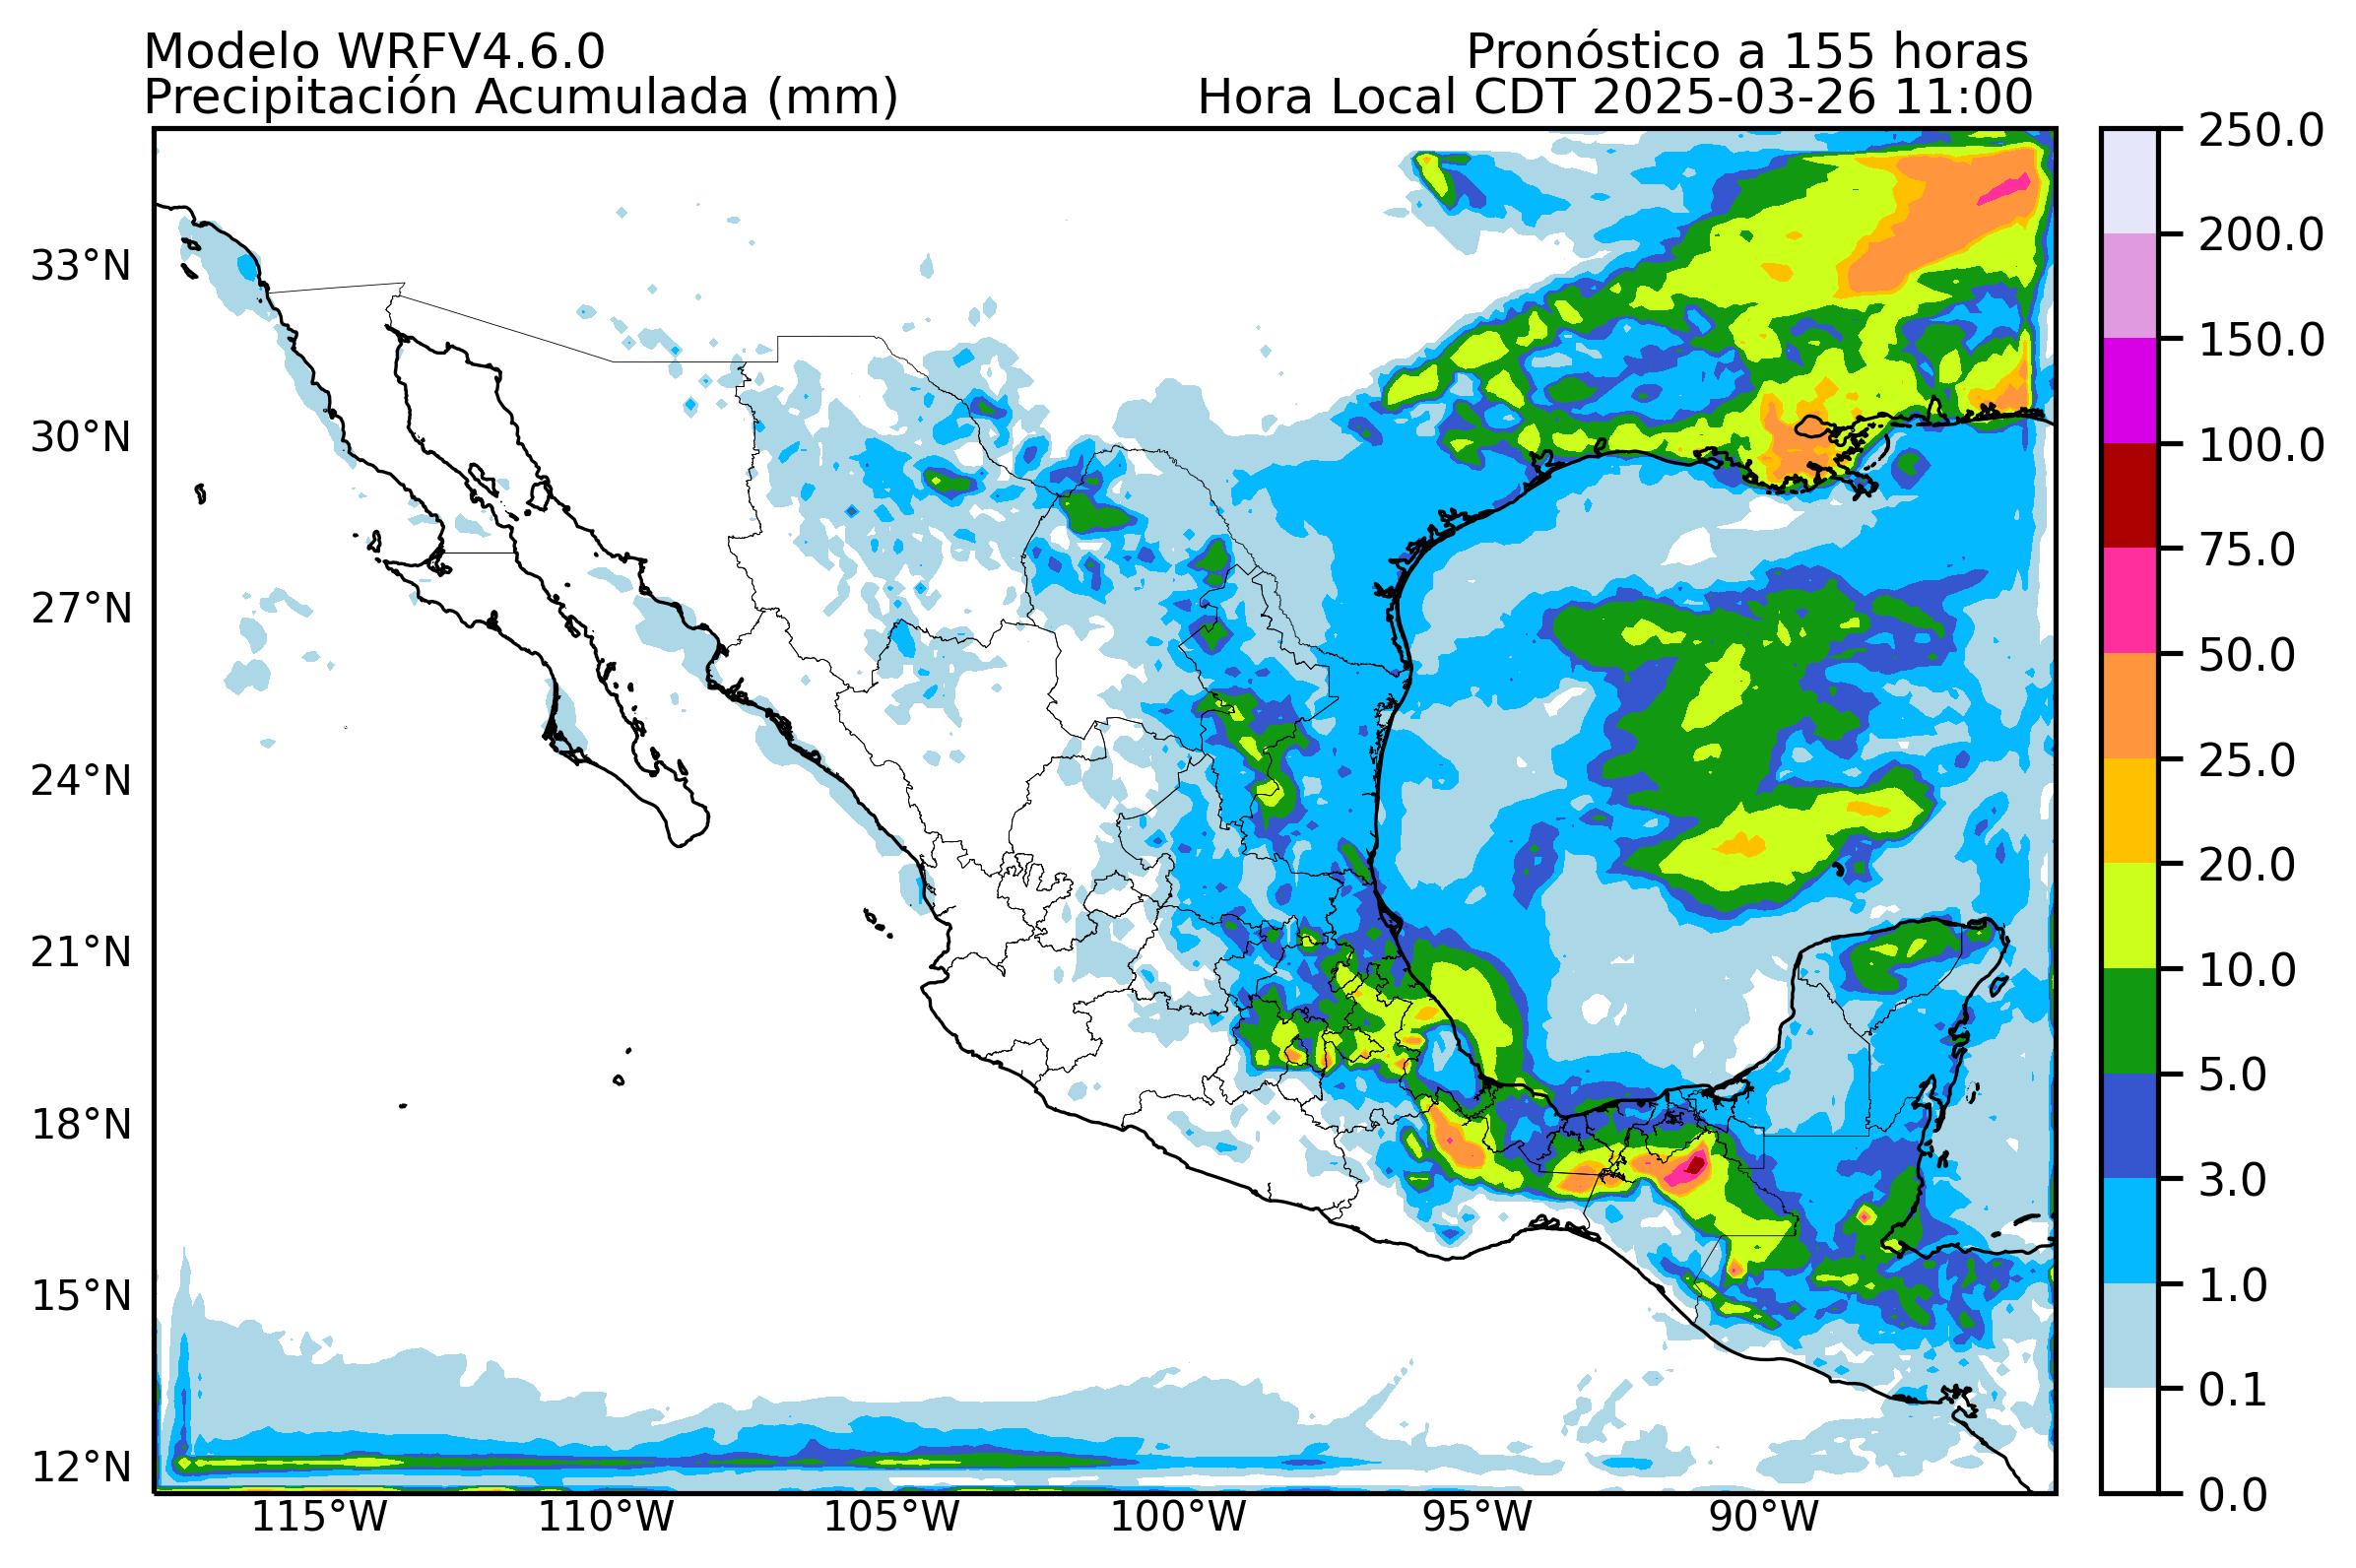 Modelo WRFV4.6.0
Pronóstico a 155 horas
Precipitación Acumulada (mm)
Hora Local CDT 2025-03-26 11:00
33°N
30°N
27°N
24°N
21°N
18°N
15°N
12°N
115°W
110°W
105°W
100°W
95°W
90°W
250.0
200.0
150.0
100.0
75.0
50.0
25.0
20.0
10.0
5.0
3.0
1.0
0.1
0.0